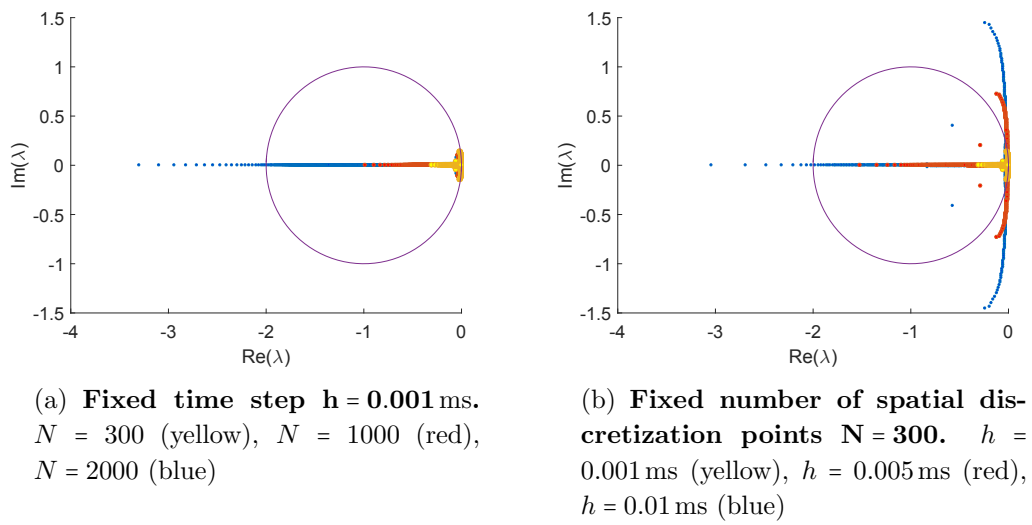 1.5
1
0.5
0
-0.5
-1
-1.5
Im(λ)
-4
-3
-2
-1
0
Re(λ)
1.5
1
0.5
0
-0.5
-1
-1.5
Im(λ)
-4
-3
-2
-1
0
Re(λ)
(a) Fixed time step h = 0.001 ms.
N = 300 (yellow), N = 1000 (red),
N = 2000 (blue)
(b) Fixed number of spatial dis-
cretization points N = 300. h =
0.001 ms (yellow), h = 0.005 ms (red),
h = 0.01 ms (blue)